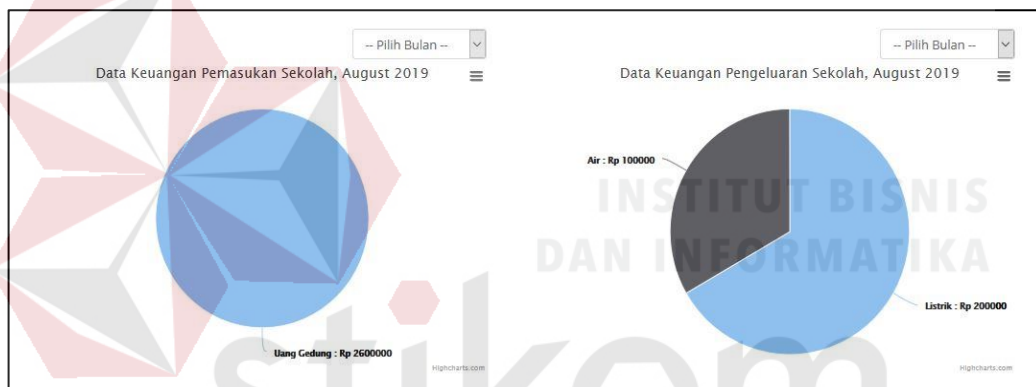 -- Pilih Bulan --
Data Keuangan Pemasukan Sekolah, August 2019
Uang Gedung : Rp 2600000
Highcharts.com
-- Pilih Bulan --
Data Keuangan Pengeluaran Sekolah, August 2019
Air : Rp 100000
Listrik : Rp 200000
Highcharts.com
INSTITUT BISNIS
DAN INFORMATIKA
stikom